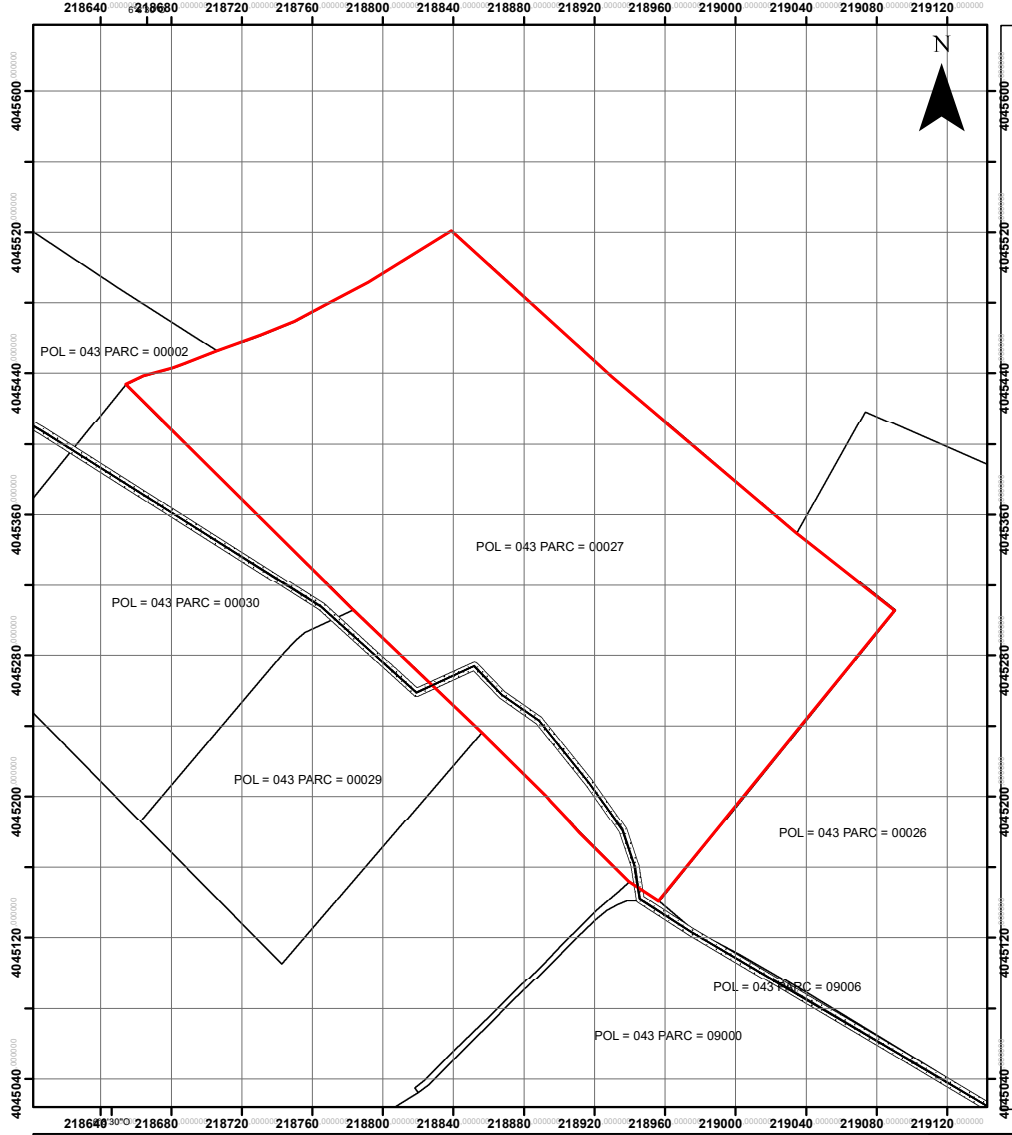 218640 218680 218720 218760 218800 218840 218880 218920 218960 219000 219040 219080 219120
N
4045600 4045600
4045520 4045520
POL = 043 PARC = 00002
4045440 4045440
4045360 4045360
POL = 043 PARC = 00027
POL = 043 PARC = 00030
4045280 4045280
POL = 043 PARC = 00029
4045200 4045200
POL = 043 PARC = 00026
4045120 4045120
POL = 043 PARC = 09006
POL = 043 PARC = 09000
4045040 4045040
218640 218680 218720 218760 218800 218840 218880 218920 218960 219000 219040 219080 219120